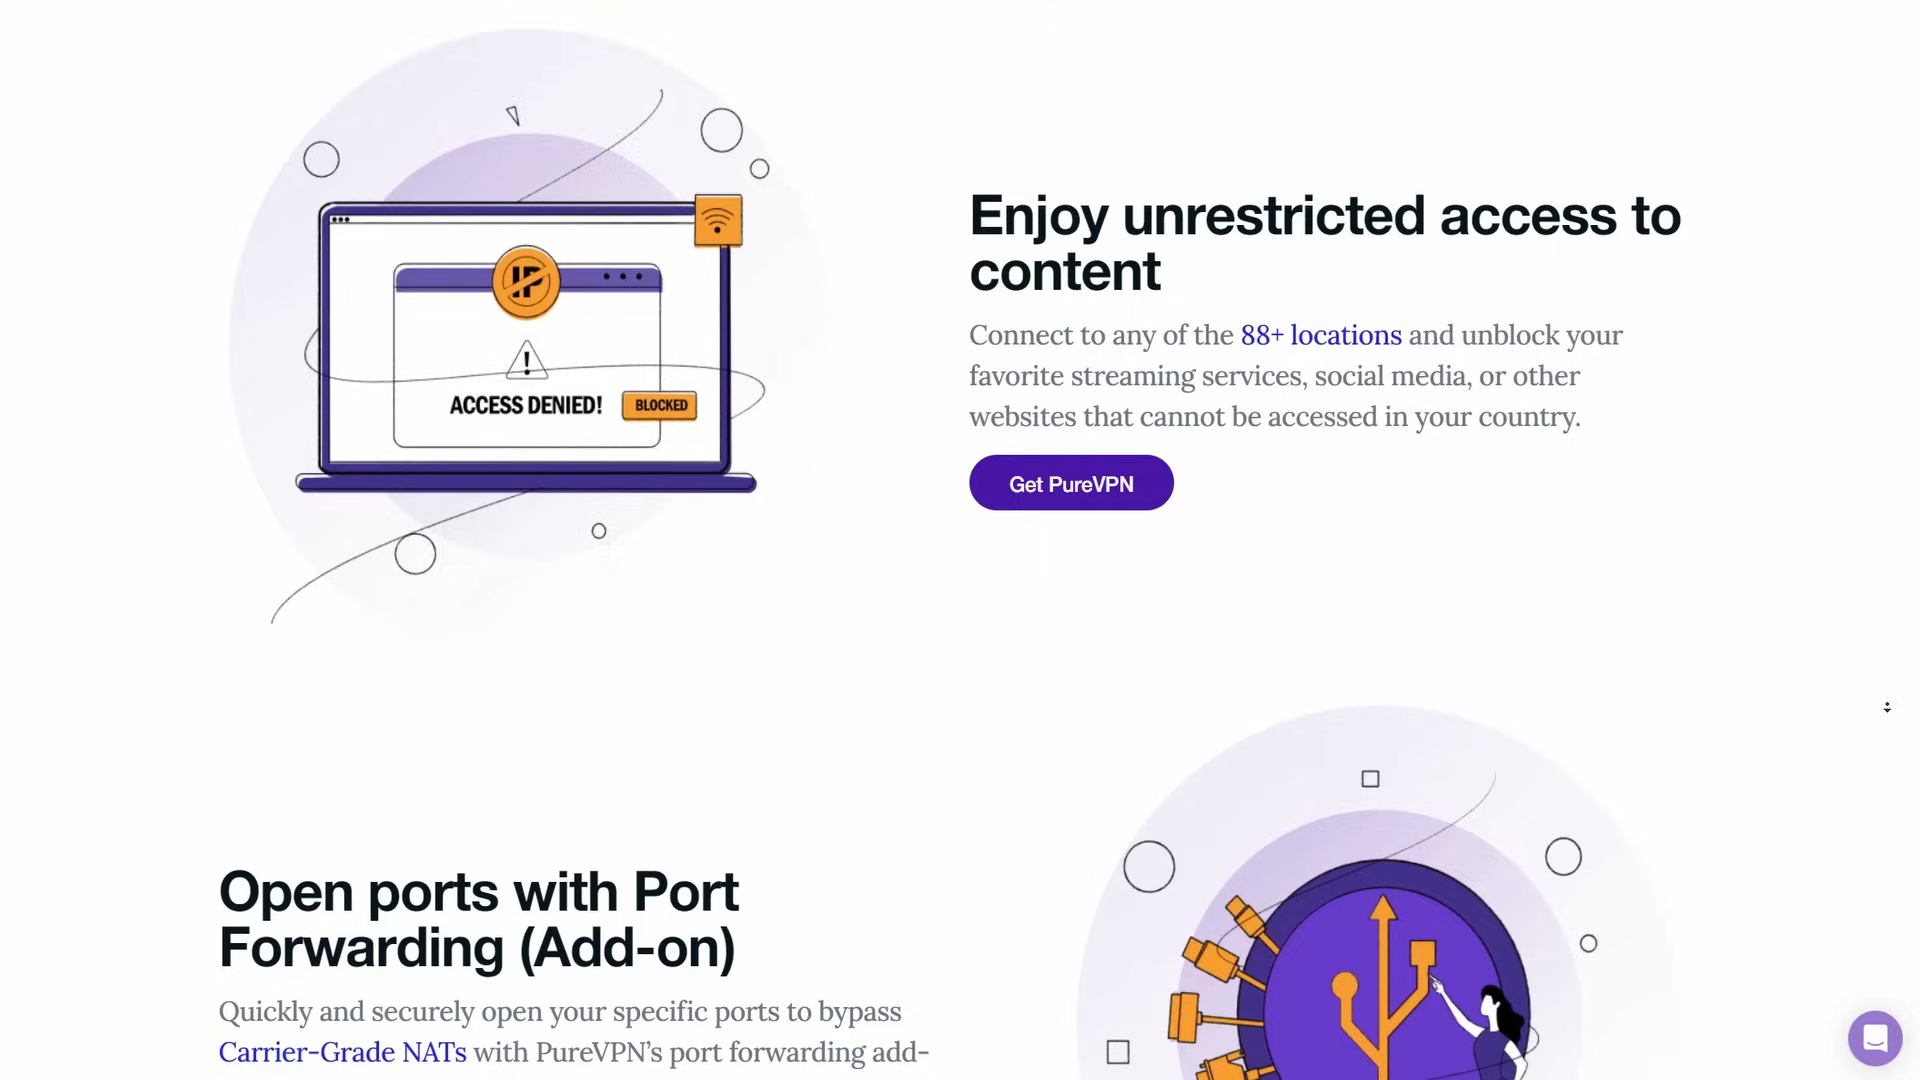 IP
ACCESS DENIED!
BLOCKED
Enjoy unrestricted access to
content
Connect to any of the 88+ locations and unblock your
favorite streaming services, social media, or other
websites that cannot be accessed in your country.
Get PureVPN
Open ports with Port
Forwarding (Add-on)
Quickly and securely open your specific ports to bypass
Carrier-Grade NATs with PureVPN’s port forwarding add-